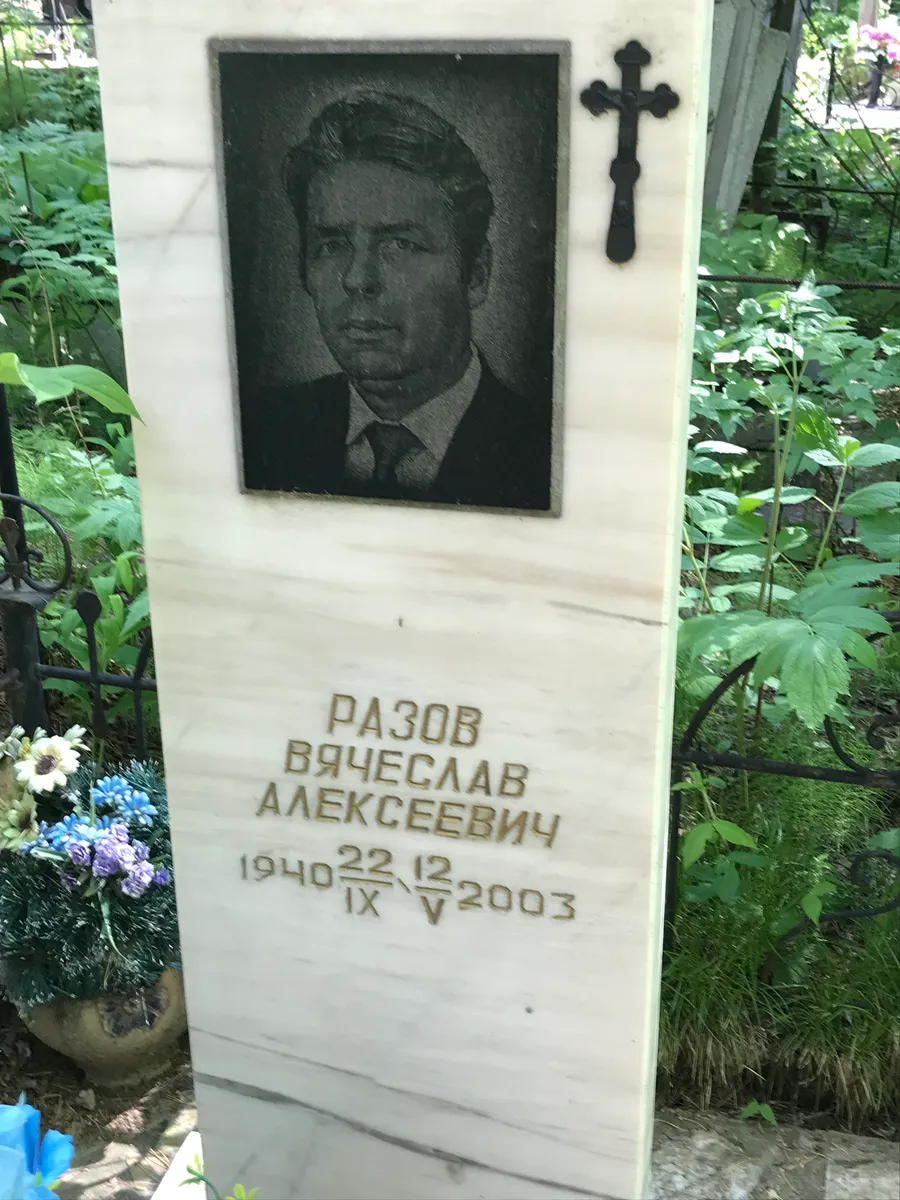 РАЗОВ
ВЯЧЕСЛАВ
АЛЕКСЕЕВИЧ
1940 22/IX \ 12/V 2003